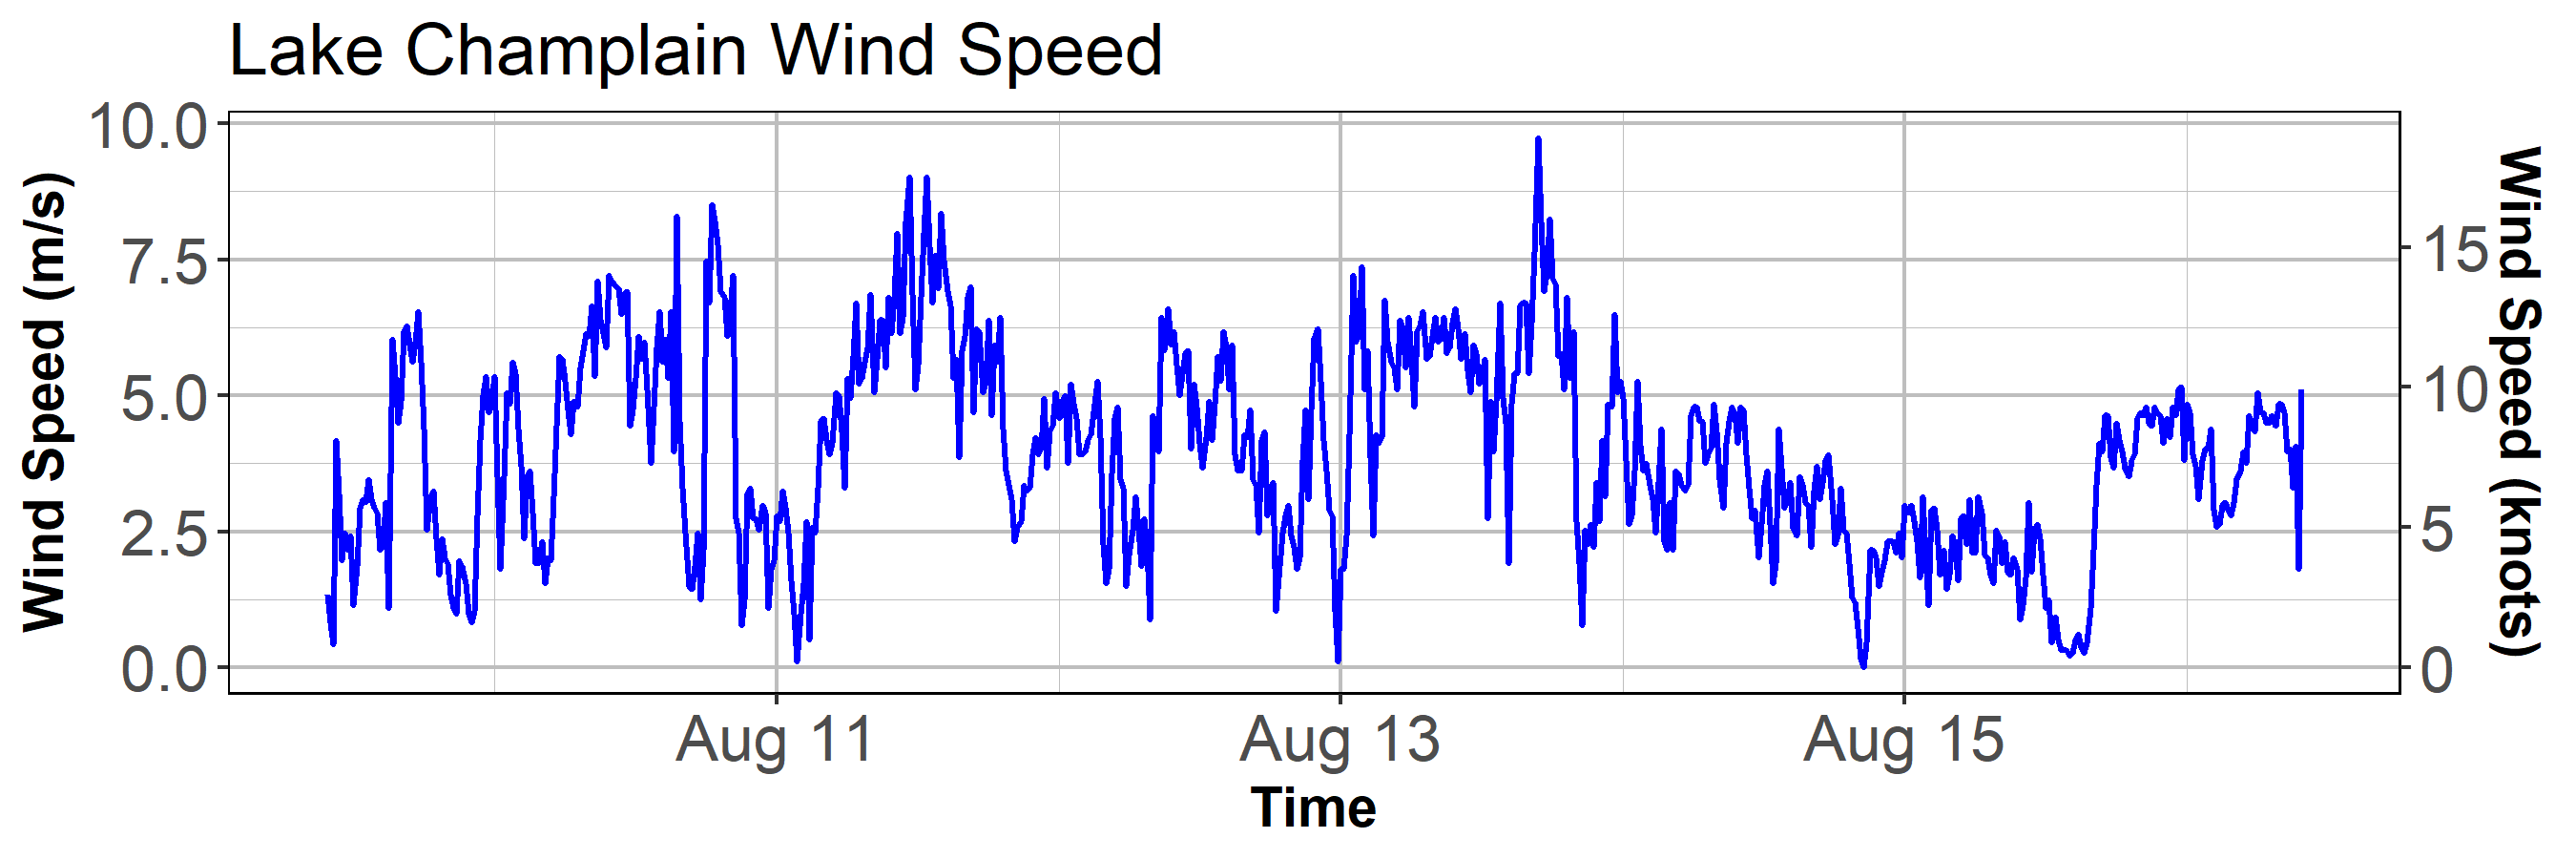 Lake Champlain Wind Speed
Wind Speed (m/s)
10.0
7.5
5.0
2.5
0.0
Wind Speed (knots)
15
10
5
0
Aug 11
Aug 13
Aug 15
Time